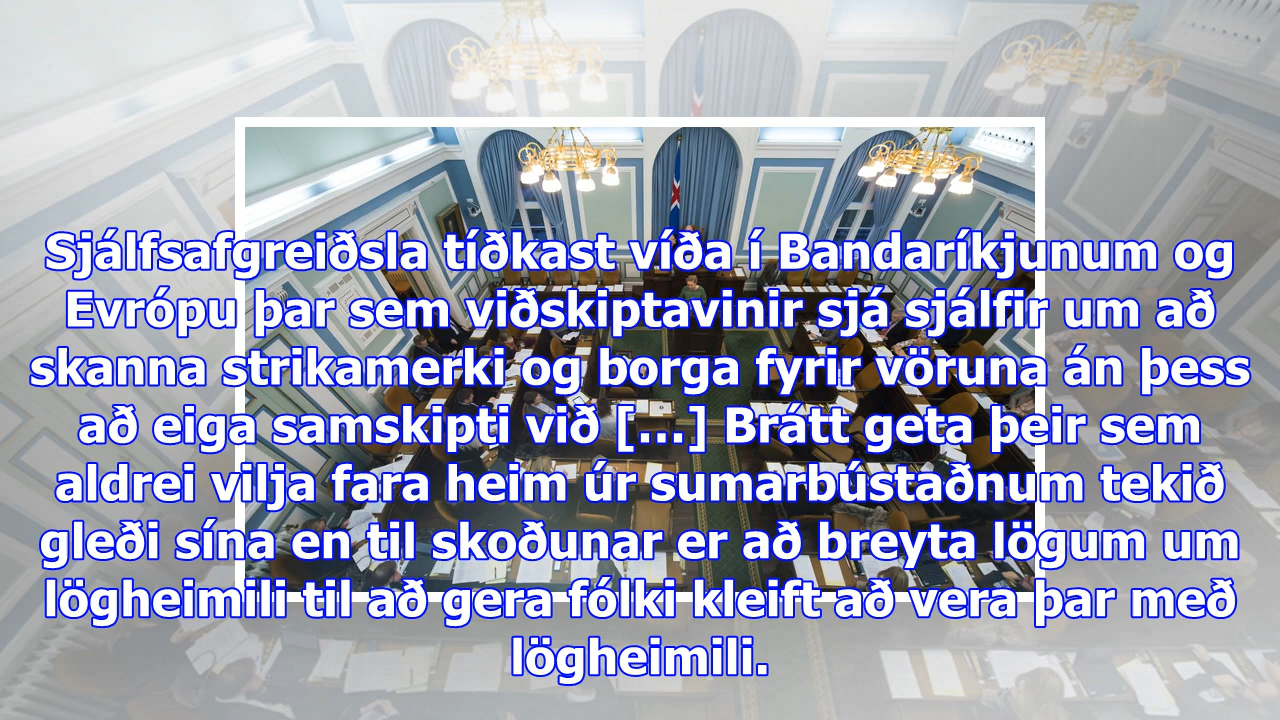 Sjálfsafgreiðsla tíðkast víða í Bandaríkjunum og
Evrópu þar sem viðskiptavinir sjá sjálfir um að
skanna strikamerki og borga fyrir vöruna án þess
að eiga samskipti við [...] Brátt geta þeir sem
aldrei vilja fara heim úr sumarbústaðnum tekið
gleði sína en til skoðunar er að breyta lögum um
lögheimili til að gera fólki kleift að vera þar með
lögheimili.